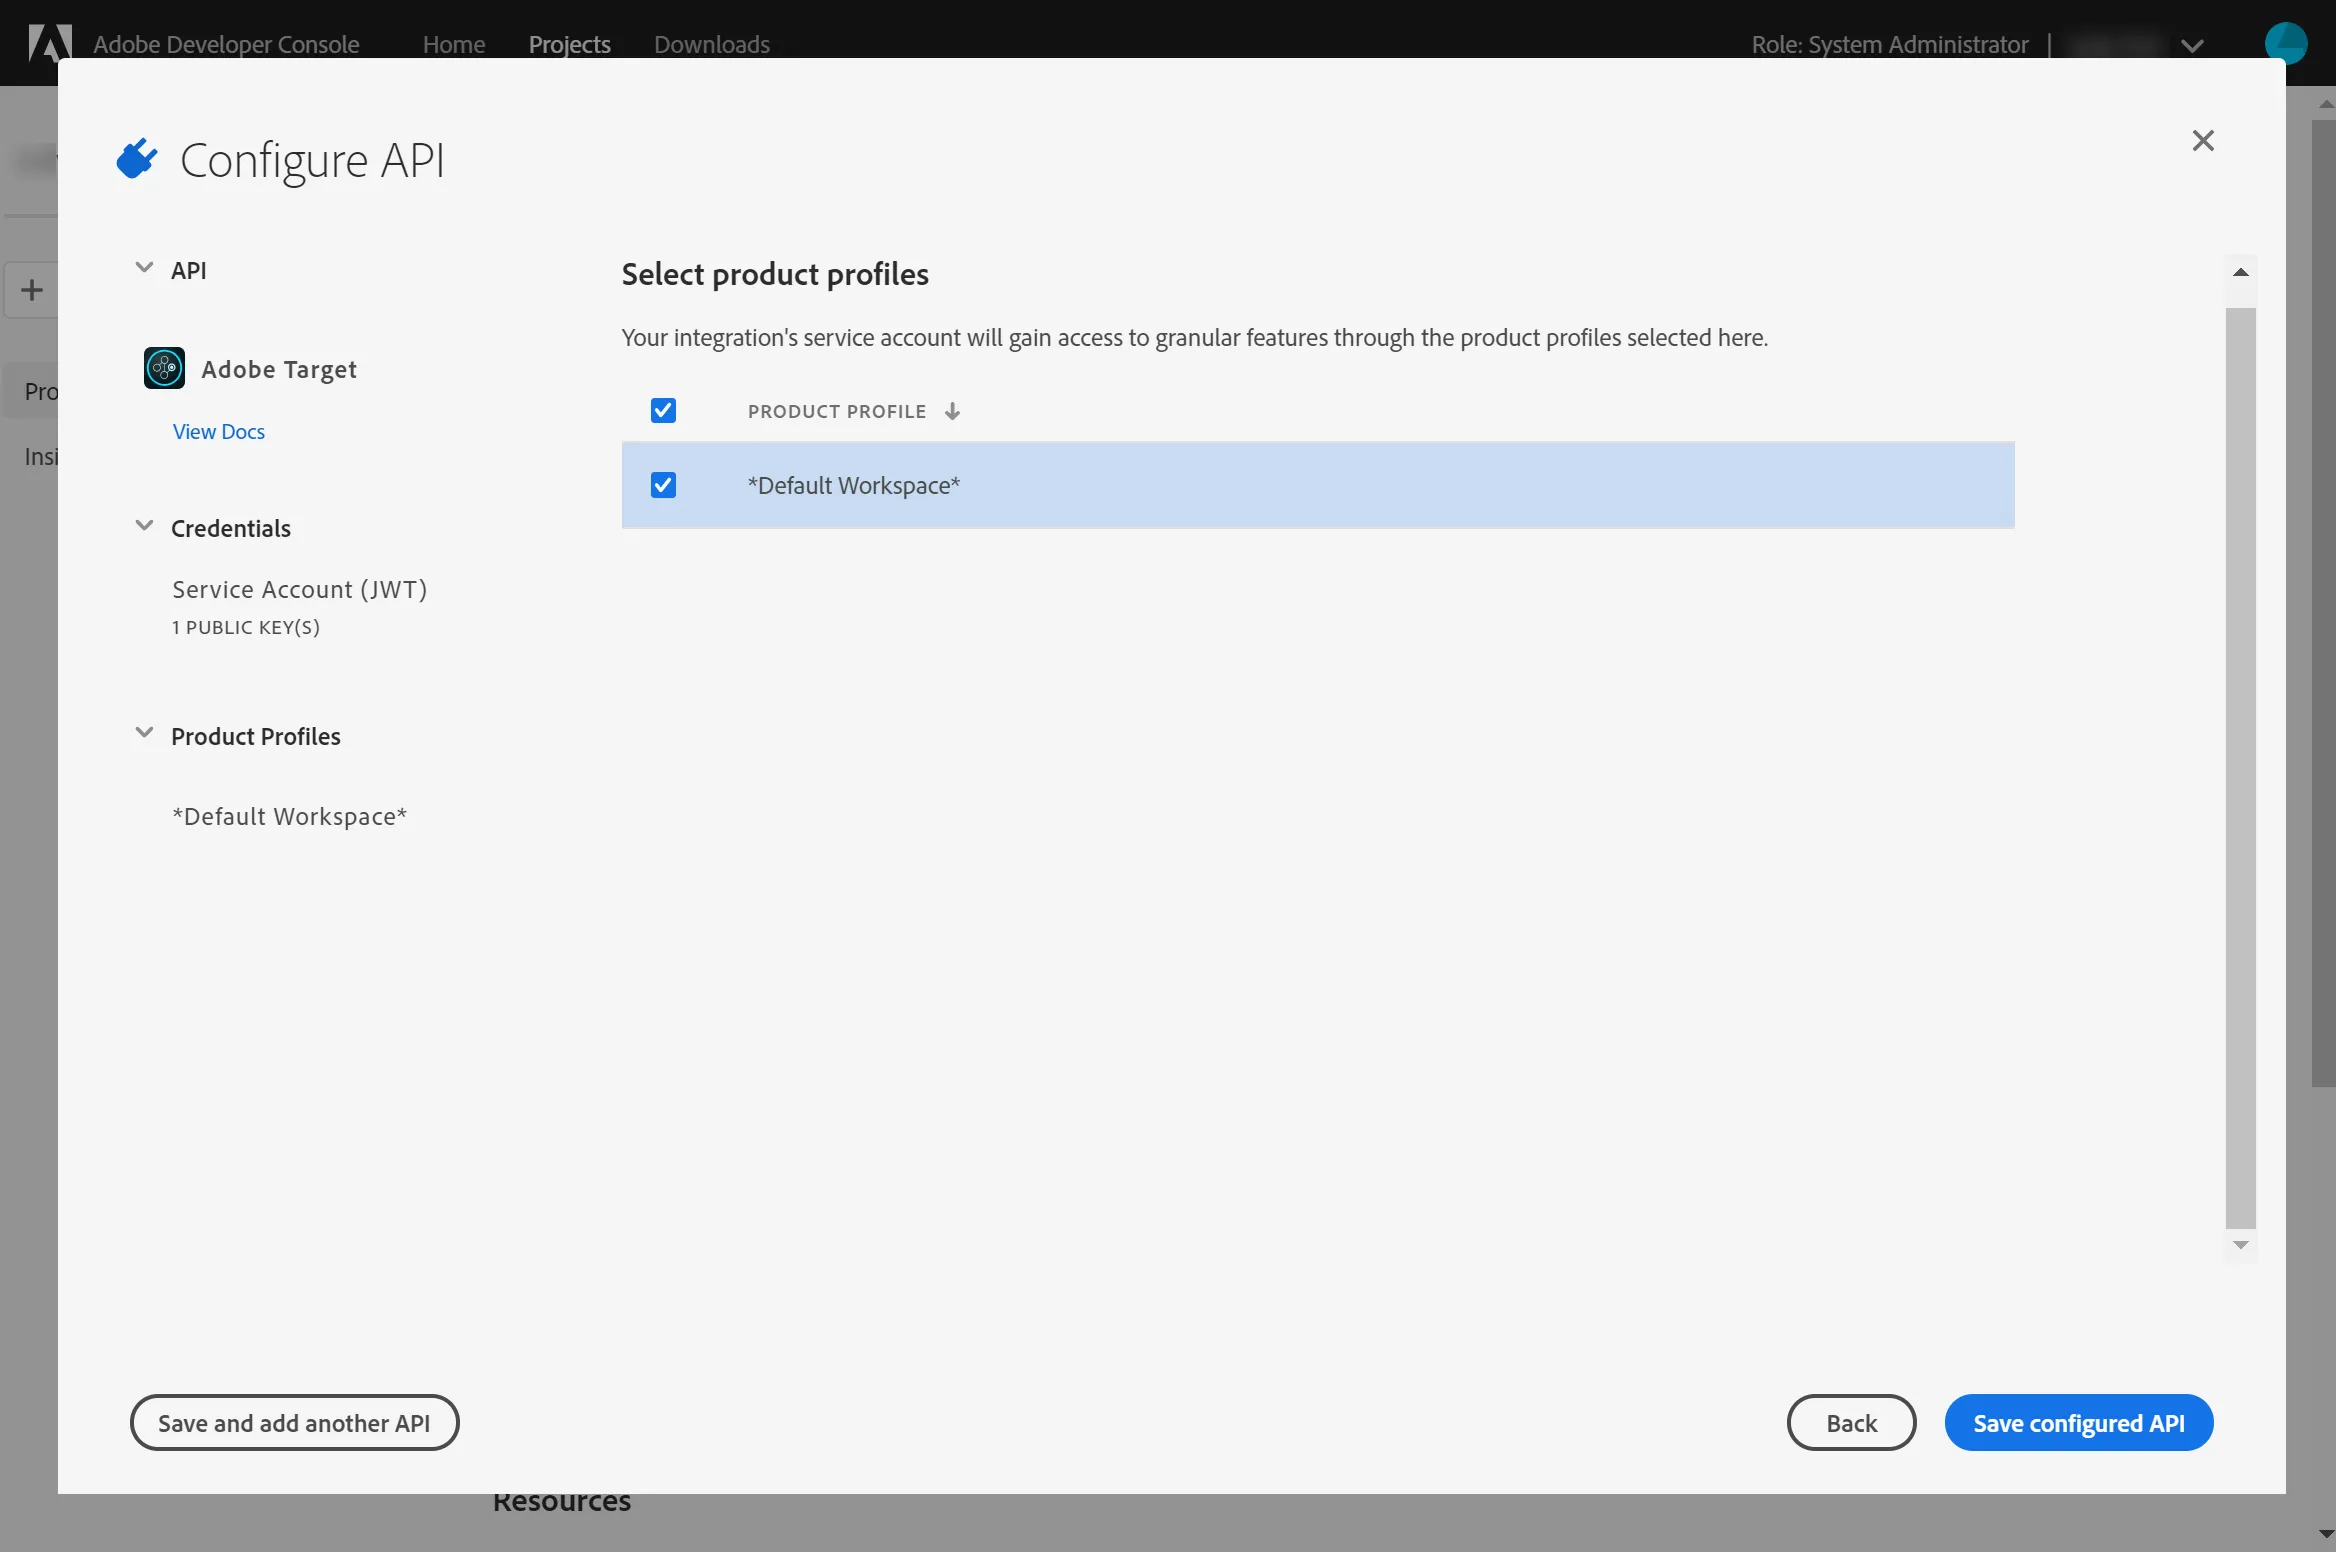 Adobe Developer Console Home Projects Downloads Role: System Administrator |
Configure API
API
Adobe Target
View Docs
Credentials
Service Account (JWT)
1 PUBLIC KEY(S)
Product Profiles
*Default Workspace*
Select product profiles
Your integration's service account will gain access to granular features through the product profiles selected here.
PRODUCT PROFILE
*Default Workspace*
Pro
Insi
Save and add another API
Back
Save configured API
Resources